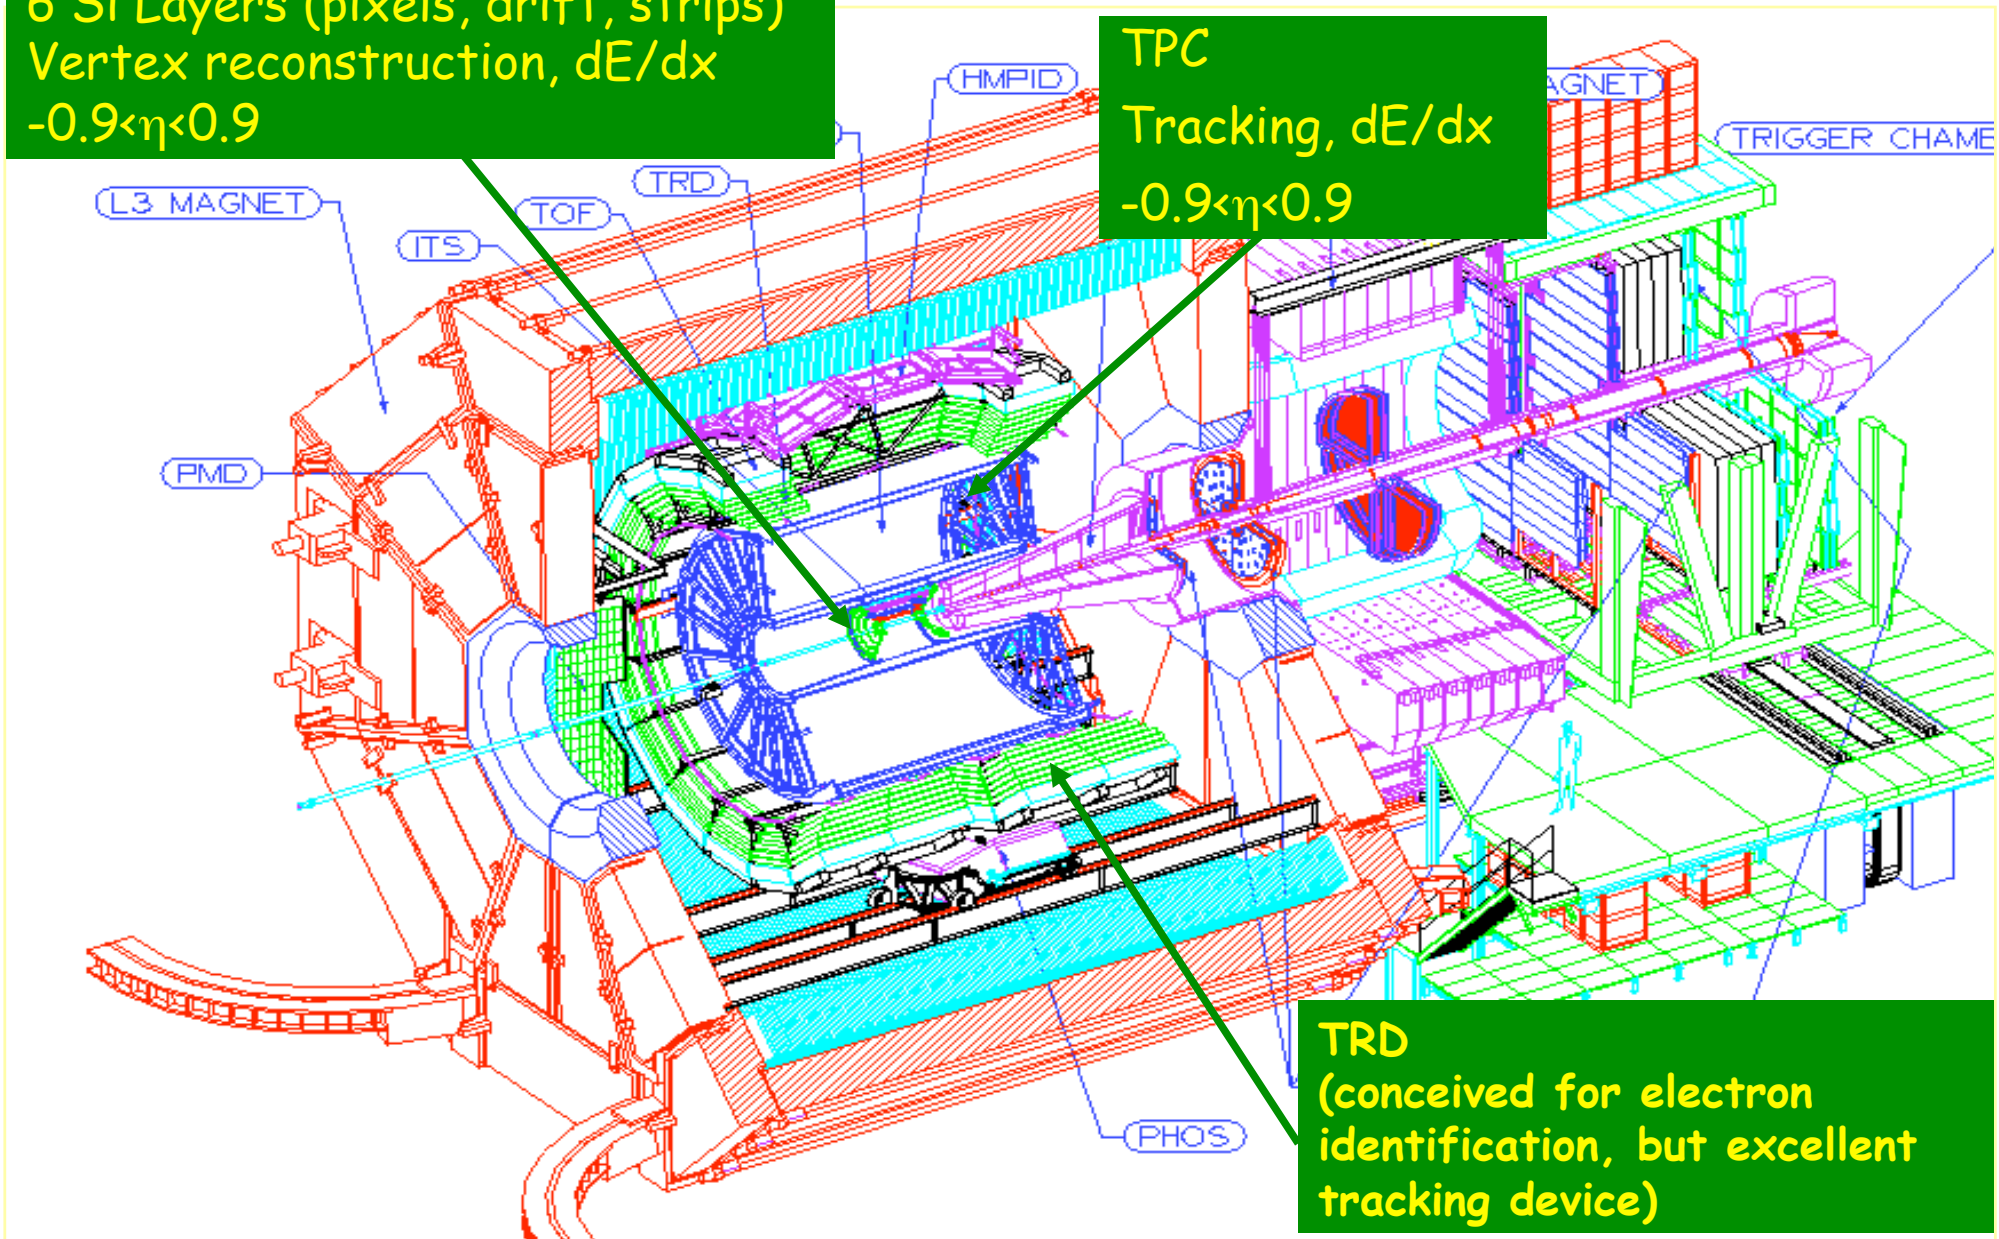 6 Si Layers (pixels, drift, strips)
Vertex reconstruction, dE/dx
-0.9<η<0.9
TPC
Tracking, dE/dx
-0.9<η<0.9
HMPID
TRIGGER
TRD
L3 MAGNET
TOF
ITS
PMD
PHOS
TRD
(conceived for electron
identification, but excellent
tracking device)